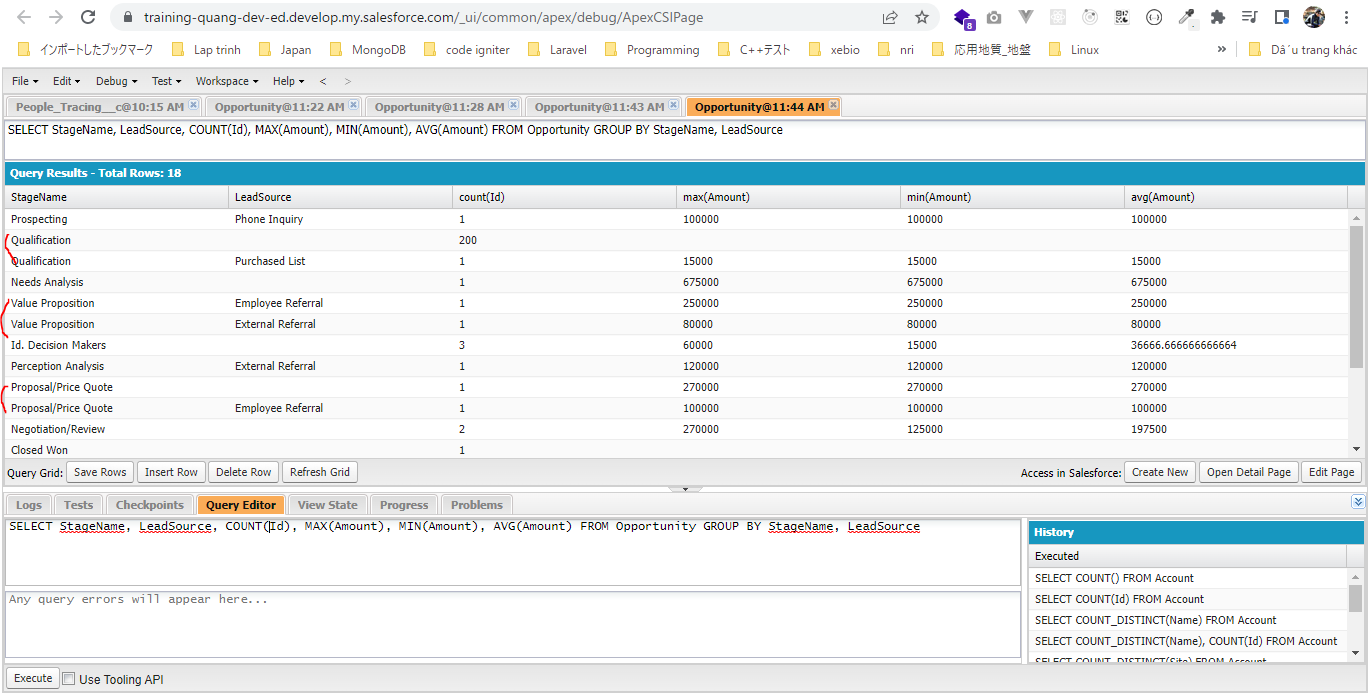 training-quang-dev-ed.develop.my.salesforce.com/_ui/common/apex/debug/ApexCSIPage
8
インポートしたブックマーク Lap trinh Japan MongoDB code igniter Laravel Programming C++テスト xebio nri 応用地質_地盤 Linux » Dấu trang khác
File Edit Debug Test Workspace Help < >
People_Tracing__c@10:15 AM Opportunity@11:22 AM Opportunity@11:28 AM Opportunity@11:43 AM Opportunity@11:44 AM
SELECT StageName, LeadSource, COUNT(Id), MAX(Amount), MIN(Amount), AVG(Amount) FROM Opportunity GROUP BY StageName, LeadSource
Query Results - Total Rows: 18
StageName LeadSource count(Id) max(Amount) min(Amount) avg(Amount)
Prospecting Phone Inquiry 1 100000 100000 100000
Qualification 200
Qualification Purchased List 1 15000 15000 15000
Needs Analysis 1 675000 675000 675000
Value Proposition Employee Referral 1 250000 250000 250000
Value Proposition External Referral 1 80000 80000 80000
Id. Decision Makers 3 60000 15000 36666.666666666664
Perception Analysis External Referral 1 120000 120000 120000
Proposal/Price Quote 1 270000 270000 270000
Proposal/Price Quote Employee Referral 1 100000 100000 100000
Negotiation/Review 2 270000 125000 197500
Closed Won 1
Query Grid: Save Rows Insert Row Delete Row Refresh Grid Access in Salesforce: Create New Open Detail Page Edit Page
Logs Tests Checkpoints Query Editor View State Progress Problems
SELECT StageName, LeadSource, COUNT(Id), MAX(Amount), MIN(Amount), AVG(Amount) FROM Opportunity GROUP BY StageName, LeadSource
Any query errors will appear here...
History
Executed
SELECT COUNT() FROM Account
SELECT COUNT(Id) FROM Account
SELECT COUNT_DISTINCT(Name) FROM Account
SELECT COUNT_DISTINCT(Name), COUNT(Id) FROM Account
SELECT COUNT_DISTINCT(Site) FROM Account
Execute Use Tooling API